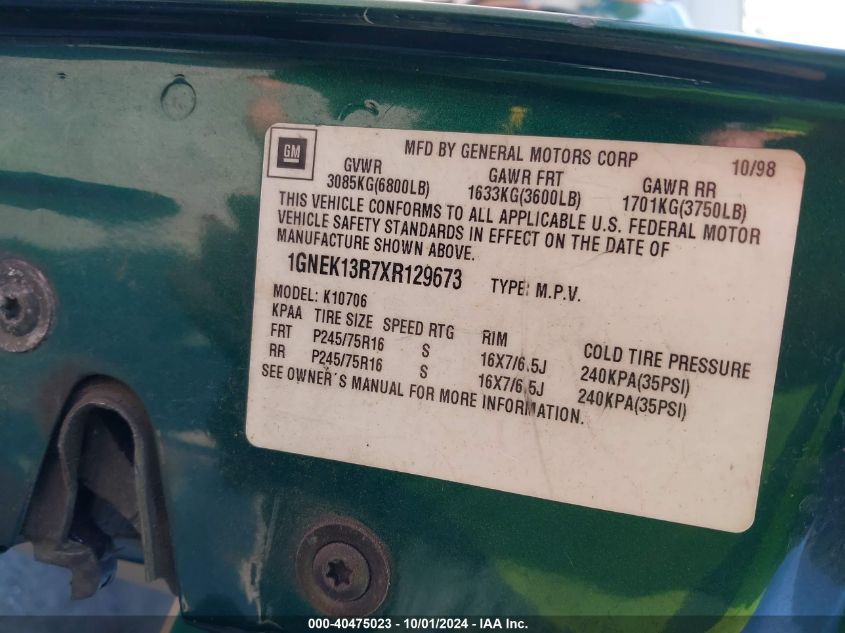 GM
MFD BY GENERAL MOTORS CORP 10/98
GVWR GAWR FRT GAWR RR
3085KG(6800LB) 1633KG(3600LB) 1701KG(3750LB)
THIS VEHICLE CONFORMS TO ALL APPLICABLE U.S. FEDERAL MOTOR
VEHICLE SAFETY STANDARDS IN EFFECT ON THE DATE OF
MANUFACTURE SHOWN ABOVE.
1GNEK13R7XR129673 TYPE: M.P.V.
MODEL: K10706
KPAA TIRE SIZE SPEED RTG RIM COLD TIRE PRESSURE
FRT P245/75R16 S 16X7/6.5J 240KPA(35PSI)
RR P245/75R16 S 16X7/6.5J 240KPA(35PSI)
SEE OWNER'S MANUAL FOR MORE INFORMATION.
000-40475023 • 10/01/2024 - IAA Inc.